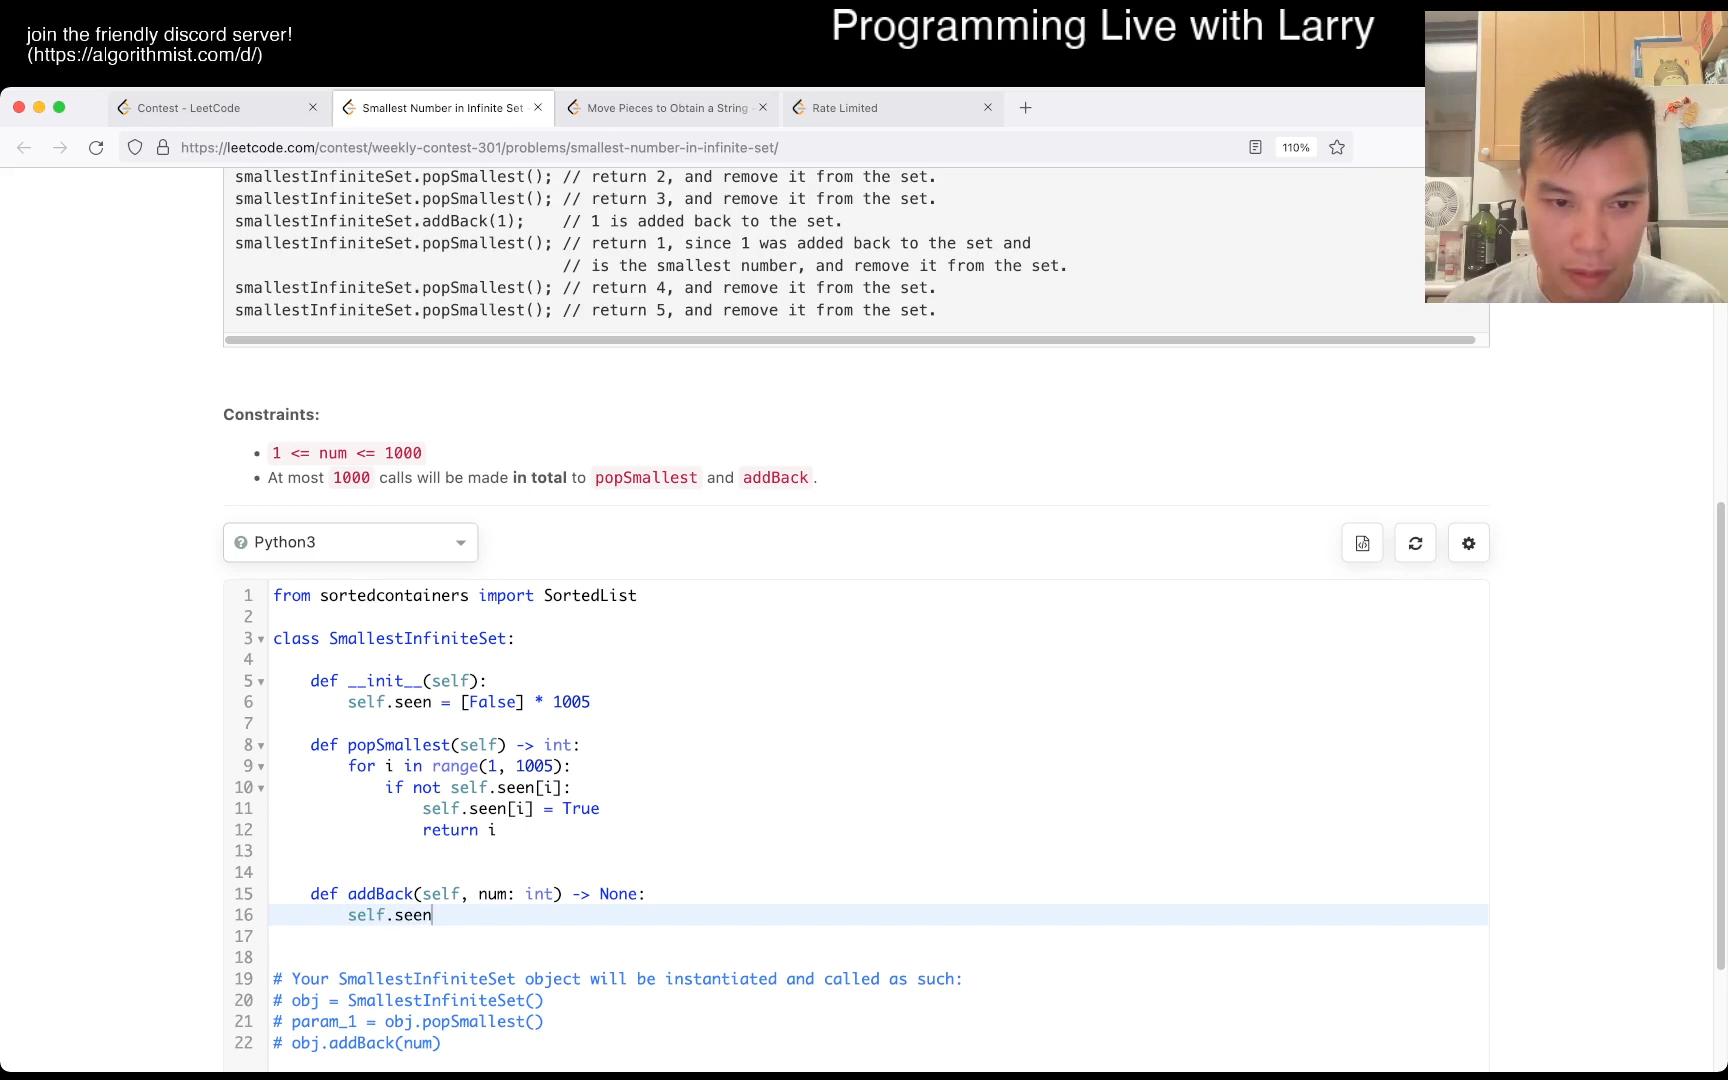 join the friendly discord server!
(https://algorithmist.com/d/)
Programming Live with Larry
Contest - LeetCode
Smallest Number in Infinite Set
Move Pieces to Obtain a String -
Rate Limited
https://leetcode.com/contest/weekly-contest-301/problems/smallest-number-in-infinite-set/
110%
smallestInfiniteSet.popSmallest(); // return 2, and remove it from the set.
smallestInfiniteSet.popSmallest(); // return 3, and remove it from the set.
smallestInfiniteSet.addBack(1);    // 1 is added back to the set.
smallestInfiniteSet.popSmallest(); // return 1, since 1 was added back to the set and
// is the smallest number, and remove it from the set.
smallestInfiniteSet.popSmallest(); // return 4, and remove it from the set.
smallestInfiniteSet.popSmallest(); // return 5, and remove it from the set.
Constraints:
• 1 <= num <= 1000
• At most 1000 calls will be made in total to popSmallest and addBack.
Python3
1 from sortedcontainers import SortedList
2
3 class SmallestInfiniteSet:
4
5     def __init__(self):
6         self.seen = [False] * 1005
7
8     def popSmallest(self) -> int:
9         for i in range(1, 1005):
10             if not self.seen[i]:
11                 self.seen[i] = True
12                 return i
13
14
15     def addBack(self, num: int) -> None:
16         self.seen
17
18
19 # Your SmallestInfiniteSet object will be instantiated and called as such:
20 # obj = SmallestInfiniteSet()
21 # param_1 = obj.popSmallest()
22 # obj.addBack(num)